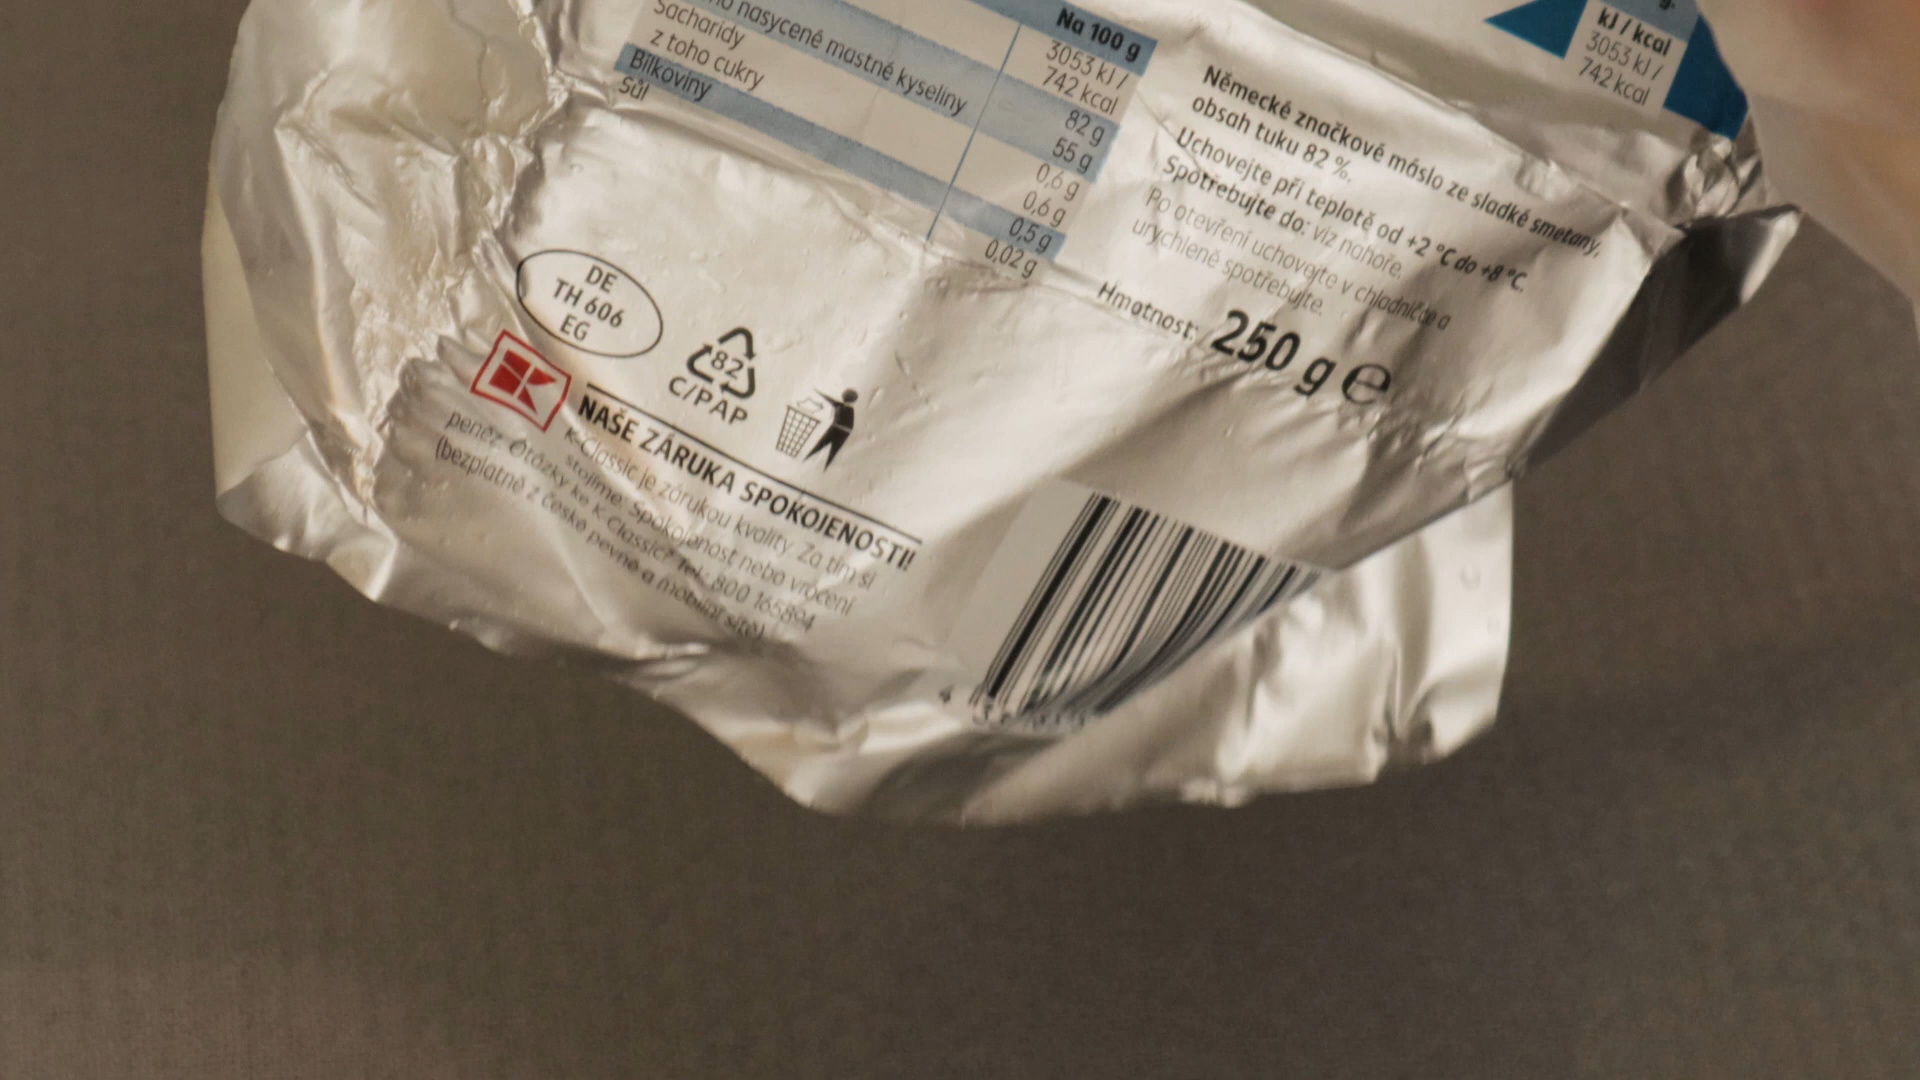 Na 100 g
3053 kJ /
742 kcal
82 g
nasycené mastné kyseliny 55 g
Sacharidy 0,6 g
z toho cukry 0,6 g
Bílkoviny 0,5 g
Sůl 0,02 g
g.
kJ / kcal
3053 kJ /
742 kcal
Německé značkové máslo ze sladké smetany,
obsah tuku 82 %.
Uchovejte při teplotě od +2 °C do +8 °C.
Spotřebujte do: viz nahoře.
Po otevření uchovejte v chladničce a
urychleně spotřebujte.
Hmotnost: 250 g e
DE
TH 606
EG
82
C/PAP
K
NAŠE ZÁRUKA SPOKOJENOSTI!
K-Classic je zárukou kvality. Za tím si
stojíme: Spokojenost nebo vrácení
peněz. Otázky ke K-Classic? Tel.: 800 165894
(bezplatně z české pevné a mobilní sítě)
4